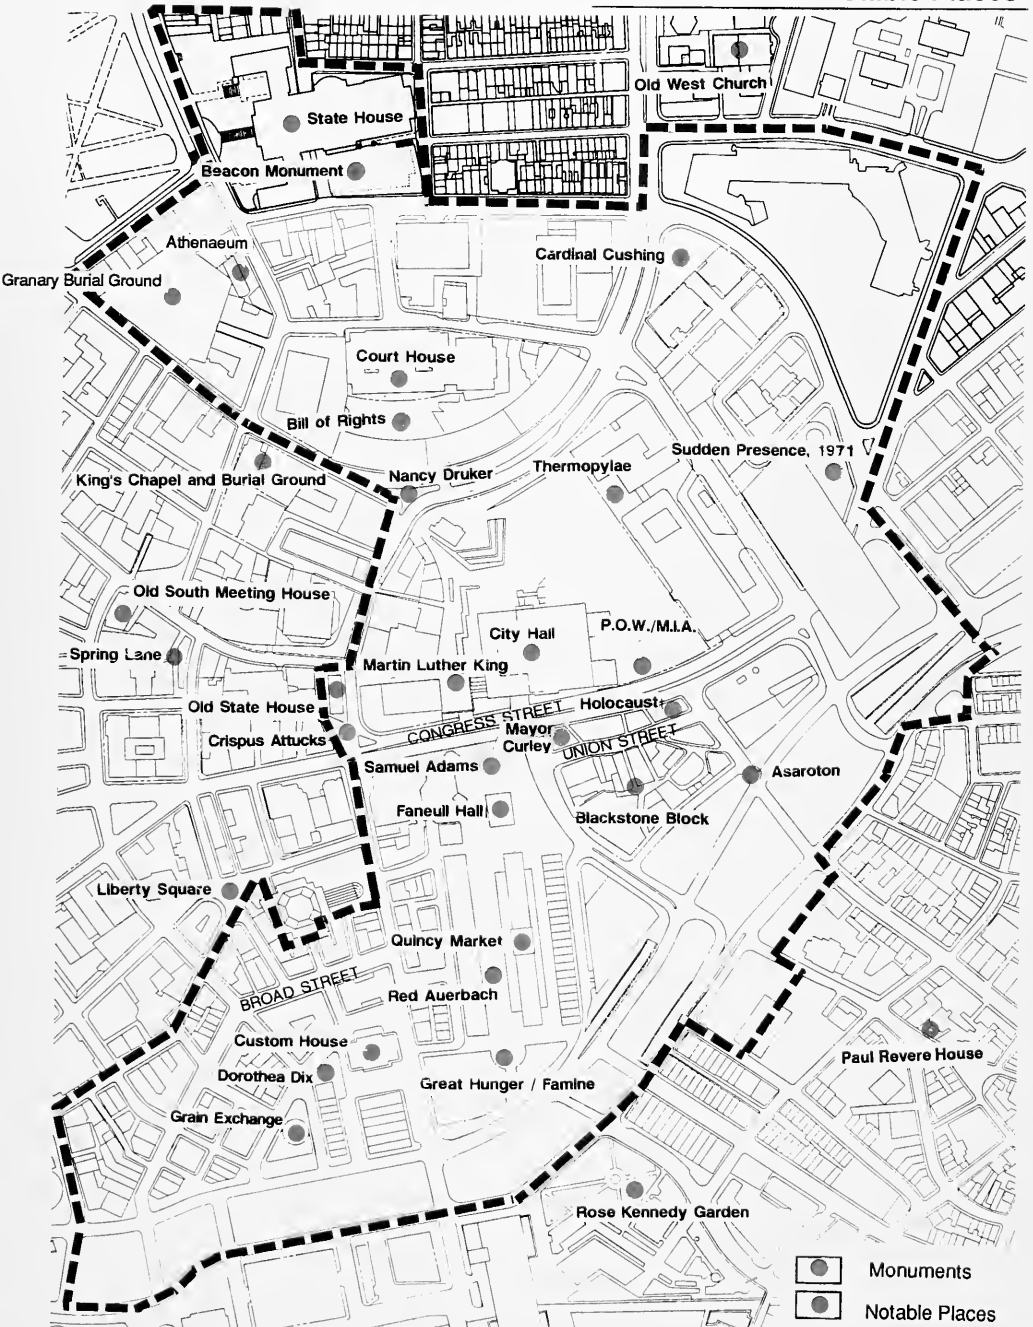 Places
Old West Church
State House
Beacon Monument
Athenaeum
Cardinal Cushing
Granary Burial Ground
Court House
Bill of Rights
Sudden Presence, 1971
Thermopylae
Nancy Druker
King's Chapel and Burial Ground
Old South Meeting House
P.O.W./M.I.A.
City Hall
Spring Lane
Martin Luther King
Old State House
Holocaust
CONGRESS STREET
Mayor
Curley
UNION STREET
Crispus Attucks
Samuel Adams
Asaroton
Faneuil Hall
Blackstone Block
Liberty Square
Quincy Market
BROAD STREET
Red Auerbach
Custom House
Paul Revere House
Dorothea Dix
Great Hunger / Famine
Grain Exchange
Rose Kennedy Garden
Monuments
Notable Places